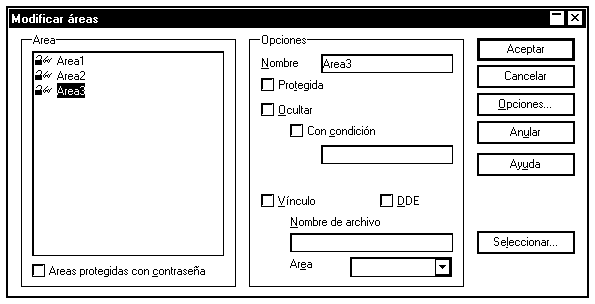 Modificar áreas
Area
Area1
Area2
Area3
Areas protegidas con contraseña
Opciones
Nombre Area3
Protegida
Ocultar
Con condición
Vínculo DDE
Nombre de archivo
Area
Aceptar
Cancelar
Opciones...
Anular
Ayuda
Seleccionar...